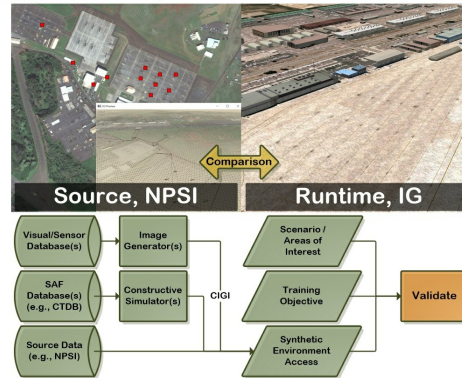 Comparison
Source, NPSI
Runtime, IG
Visual/Sensor
Database(s)
Image
Generator(s)
Scenario /
Areas of
Interest
SAF
Database(s)
(e.g., CTDB)
Constructive
Simulator(s)
CIGI
Training
Objective
Validate
Source Data
(e.g., NPSI)
Synthetic
Environment
Access